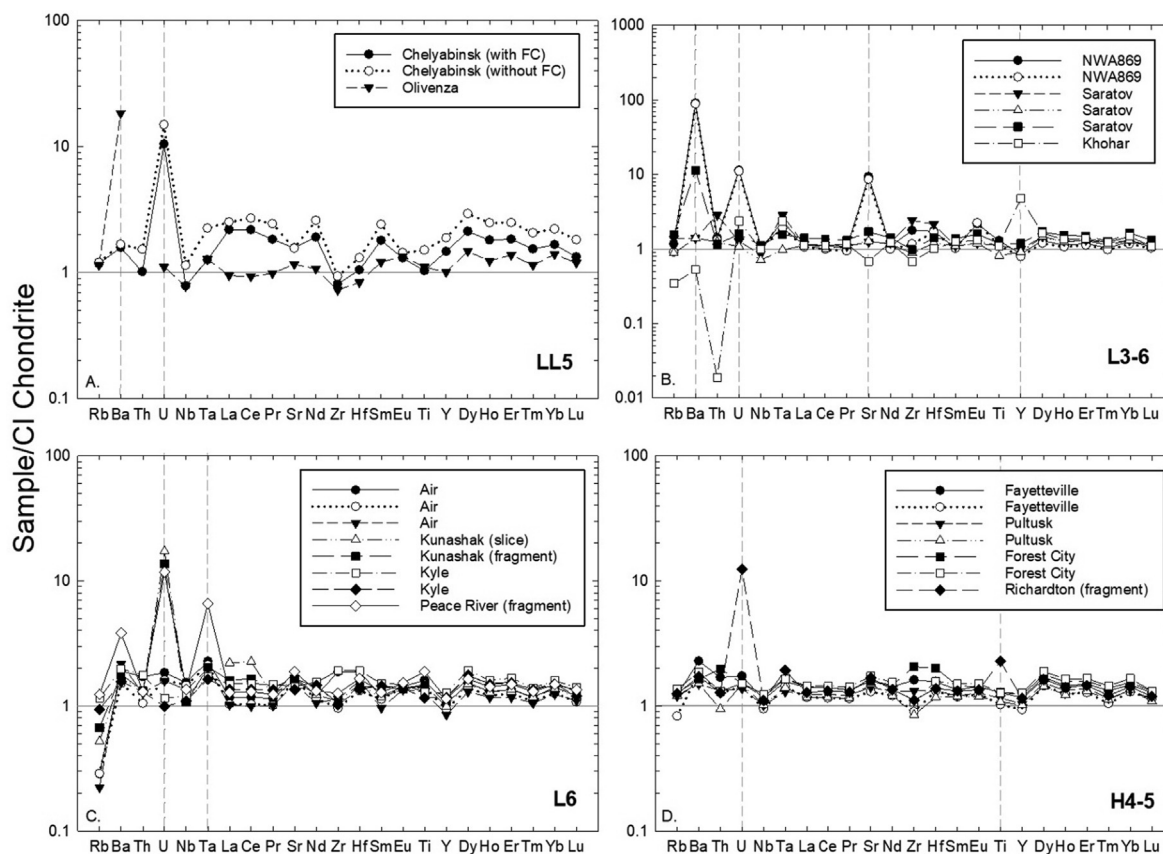 Sample/CI Chondrite
100
10
1
0.1
Chelyabinsk (with FC)
Chelyabinsk (without FC)
Olivenza
A.
LL5
Rb Ba Th U Nb Ta La Ce Pr Sr Nd Zr Hf Sm Eu Ti Y Dy Ho Er Tm Yb Lu
1000
100
10
1
0.1
0.01
NWA869
NWA869
Saratov
Saratov
Saratov
Khohar
B.
L3-6
Rb Ba Th U Nb Ta La Ce Pr Sr Nd Zr Hf Sm Eu Ti Y Dy Ho Er Tm Yb Lu
100
10
1
0.1
Air
Air
Air
Kunashak (slice)
Kunashak (fragment)
Kyle
Kyle
Peace River (fragment)
C.
L6
Rb Ba Th U Nb Ta La Ce Pr Sr Nd Zr Hf Sm Eu Ti Y Dy Ho Er Tm Yb Lu
100
10
1
0.1
Fayetteville
Fayetteville
Pultusk
Pultusk
Forest City
Forest City
Richardton (fragment)
D.
H4-5
Rb Ba Th U Nb Ta La Ce Pr Sr Nd Zr Hf Sm Eu Ti Y Dy Ho Er Tm Yb Lu